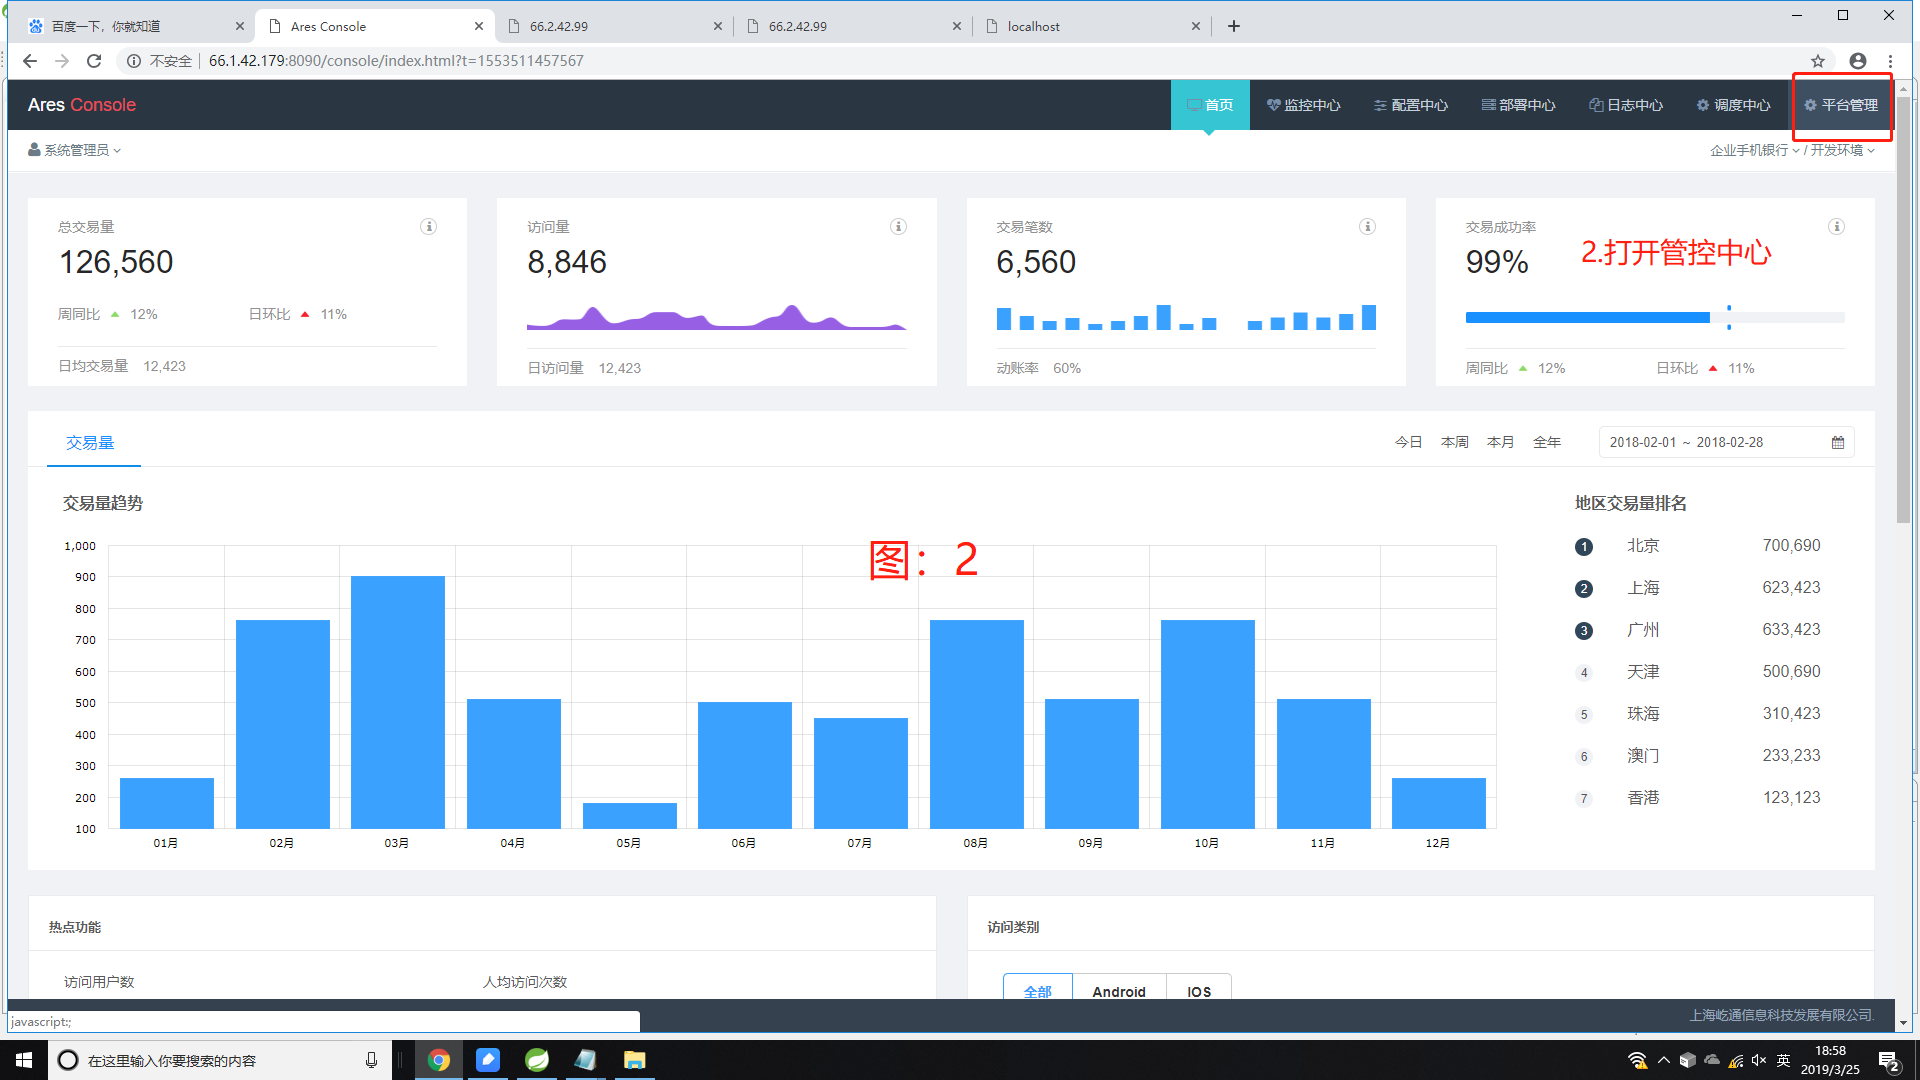 百度一下，你就知道
Ares Console
66.2.42.99
66.2.42.99
localhost
不安全
66.1.42.179:8090/console/index.html?t=1553511457567
Ares Console
首页
监控中心
配置中心
部署中心
日志中心
调度中心
平台管理
系统管理员
企业手机银行 / 开发环境
总交易量
126,560
周同比 12%
日环比 11%
日均交易量 12,423
访问量
8,846
日访问量 12,423
交易笔数
6,560
动账率 60%
交易成功率
99%
2.打开管控中心
周同比 12%
日环比 11%
交易量
今日 本周 本月 全年
2018-02-01 ~ 2018-02-28
交易量趋势
图：2
1,000
900
800
700
600
500
400
300
200
100
01月 02月 03月 04月 05月 06月 07月 08月 09月 10月 11月 12月
地区交易量排名
1 北京 700,690
2 上海 623,423
3 广州 633,423
4 天津 500,690
5 珠海 310,423
6 澳门 233,233
7 香港 123,123
热点功能
访问用户数
人均访问次数
访问类别
全部 Android IOS
上海屹通信息科技发展有限公司.
javascript:;
在这里输入你要搜索的内容
英
18:58
2019/3/25
2